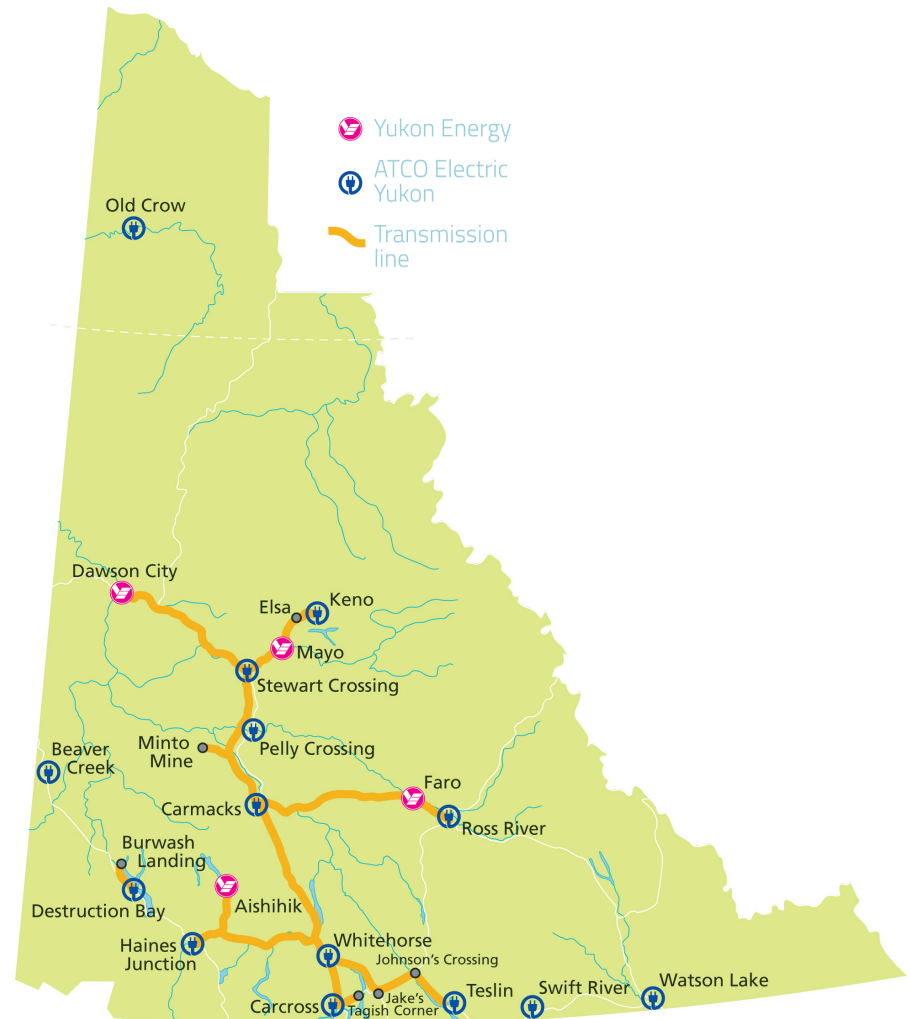 Yukon Energy
ATCO Electric
Yukon
Transmission
line
Old Crow
Dawson City
Elsa
Keno
Mayo
Stewart Crossing
Minto
Mine
Pelly Crossing
Beaver
Creek
Faro
Carmacks
Ross River
Burwash
Landing
Destruction Bay
Aishihik
Haines
Junction
Whitehorse
Johnson's Crossing
Carcross
Tagish
Jake's
Corner
Teslin
Swift River
Watson Lake